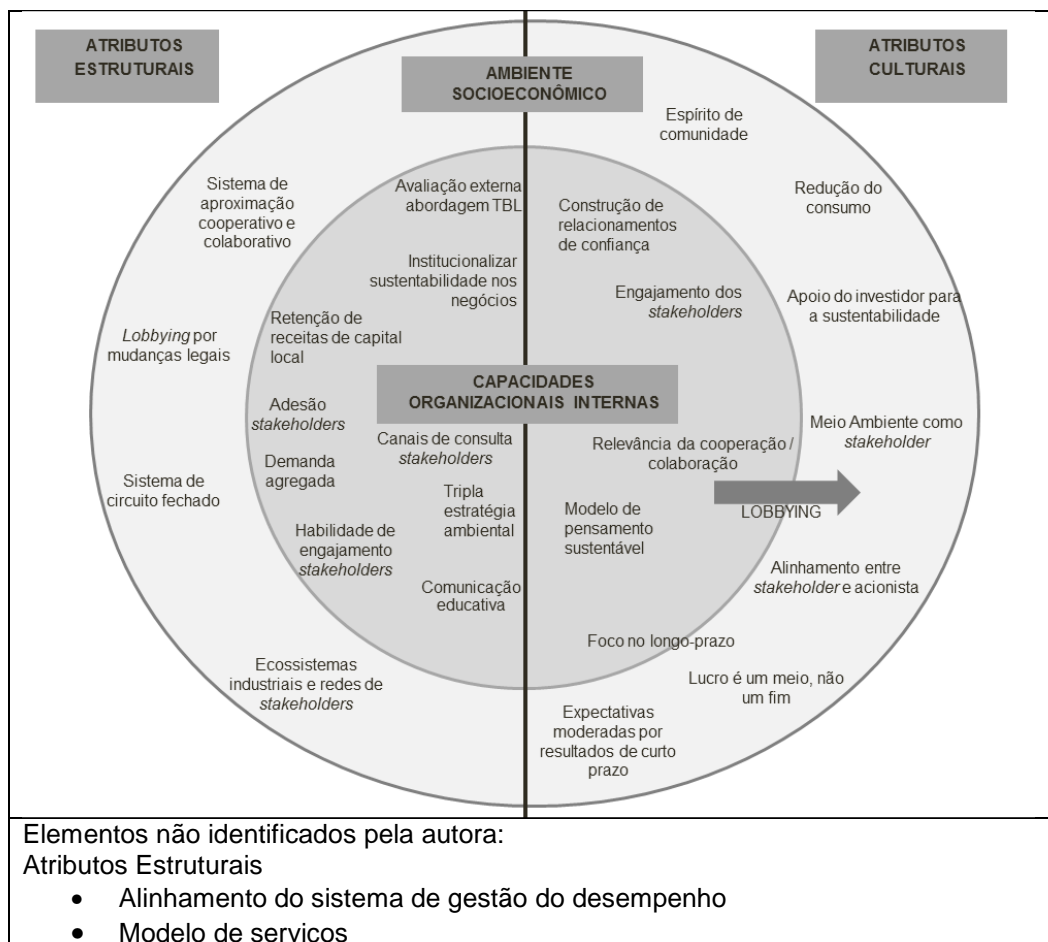 ATRIBUTOS
ESTRUTURAIS
AMBIENTE
SOCIOECONÔMICO
ATRIBUTOS
CULTURAIS
Sistema de
aproximação
cooperativo e
colaborativo
Lobbying por
mudanças legais
Sistema de
circuito fechado
Ecossistemas
industriais e redes de
stakeholders
Avaliação externa
abordagem TBL
Institucionalizar
sustentabilidade nos
negócios
Retenção de
receitas de capital
local
CAPACIDADES
ORGANIZACIONAIS INTERNAS
Adesão
stakeholders
Canais de consulta
stakeholders
Demanda
agregada
Tripla
estratégia
ambiental
Habilidade de
engajamento
stakeholders
Comunicação
educativa
Construção de
relacionamentos
de confiança
Engajamento dos
stakeholders
Relevância da cooperação /
colaboração
LOBBYING
Modelo de
pensamento
sustentável
Foco no longo-prazo
Espírito de
comunidade
Redução do
consumo
Apoio do investidor para
a sustentabilidade
Meio Ambiente como
stakeholder
Alinhamento entre
stakeholder e acionista
Lucro é um meio, não
um fim
Expectativas
moderadas por
resultados de curto
prazo
Elementos não identificados pela autora:
Atributos Estruturais
• Alinhamento do sistema de gestão do desempenho
• Modelo de serviços